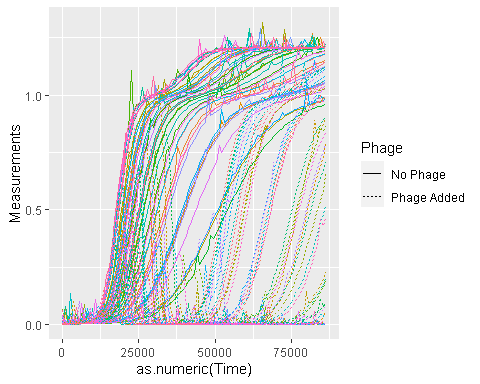 1.0
0.5
0.0
Measurements
0
25000
50000
75000
as.numeric(Time)
Phage
No Phage
Phage Added